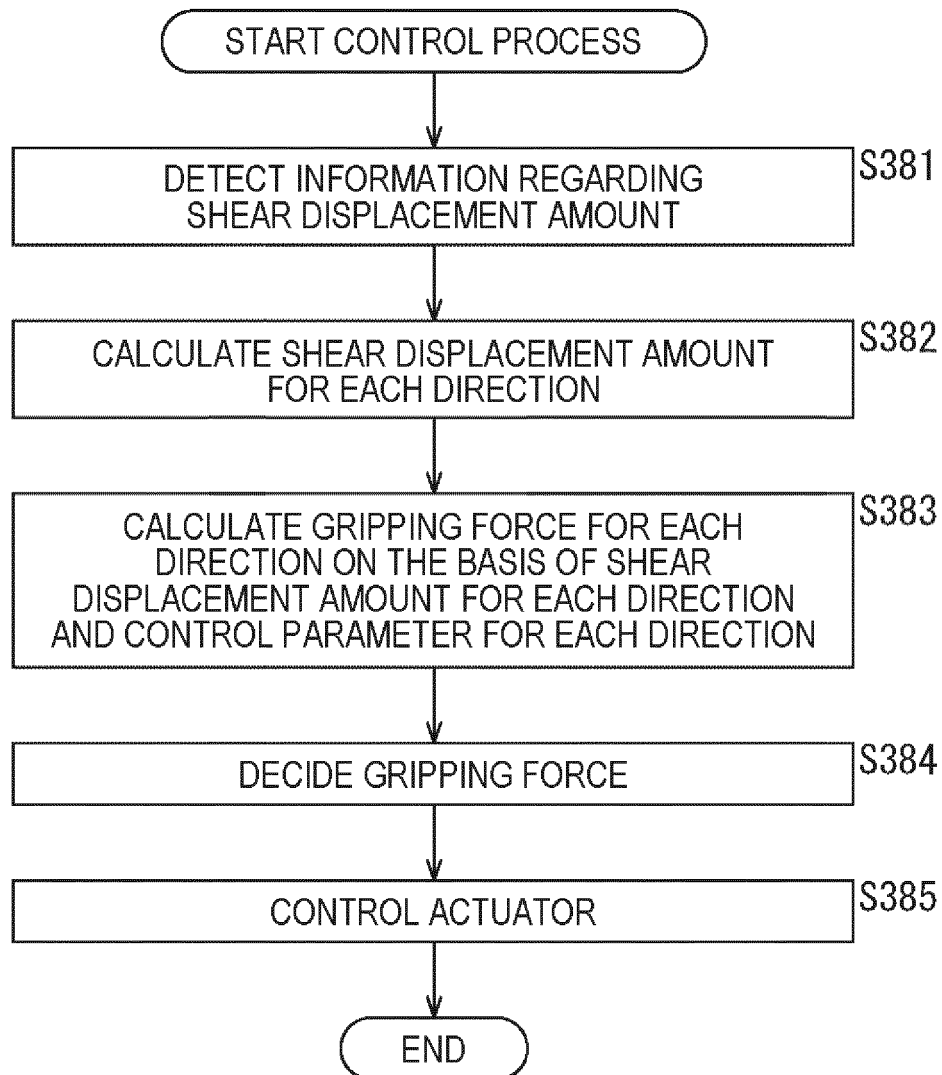 START CONTROL PROCESS
S381
DETECT INFORMATION REGARDING
SHEAR DISPLACEMENT AMOUNT
S382
CALCULATE SHEAR DISPLACEMENT AMOUNT
FOR EACH DIRECTION
S383
CALCULATE GRIPPING FORCE FOR EACH
DIRECTION ON THE BASIS OF SHEAR
DISPLACEMENT AMOUNT FOR EACH DIRECTION
AND CONTROL PARAMETER FOR EACH DIRECTION
S384
DECIDE GRIPPING FORCE
S385
CONTROL ACTUATOR
END